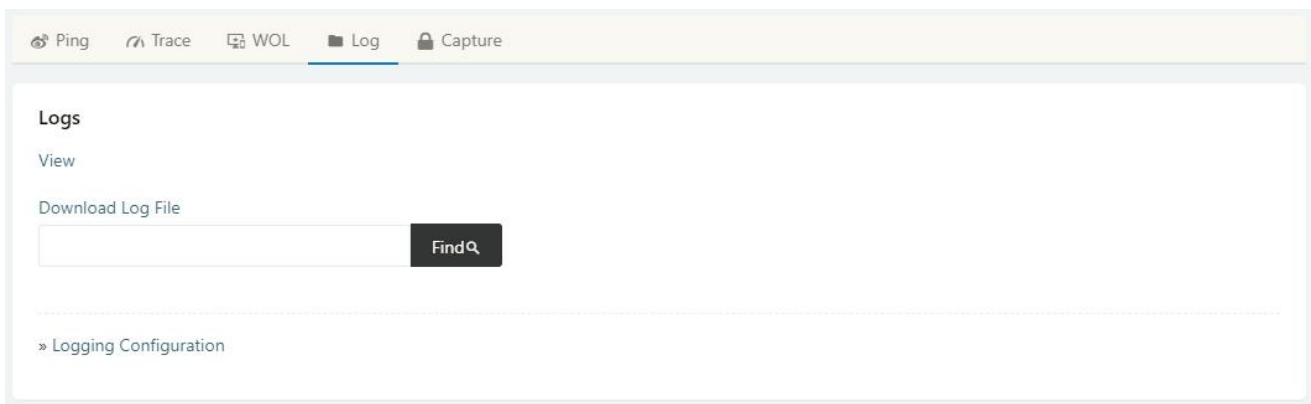 Ping Trace WOL Log Capture
Logs
View
Download Log File
Find
» Logging Configuration